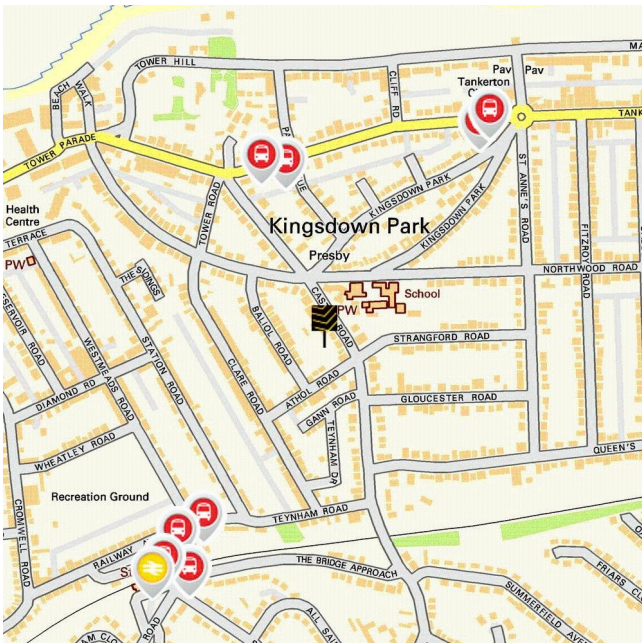 TOWER HILL
BEACH
WALK
CLIFF RD
Pav Pav
Tankerton
TOWER PARADE
TOWER ROAD
KINGSDOWN PARK
KINGSDOWN PARK
ST ANNE'S ROAD
FITZROY ROAD
Health
Centre
TERRACE
PW
Kingsdown Park
Presby
NORTHWOOD ROAD
THE SIDINGS
School
PW
STRANGFORD ROAD
WESTMEADS ROAD
STATION ROAD
BALIOL ROAD
CLARE ROAD
ATHOL ROAD
DIAMOND RD
GANN ROAD
GLOUCESTER ROAD
TEYNHAM DR
WHEATLEY ROAD
QUEEN'S
Recreation Ground
CROMWELL ROAD
TEYNHAM ROAD
RAILWAY
THE BRIDGE APPROACH
SUMMERFIELD
FRIARS CLOS
ROAD